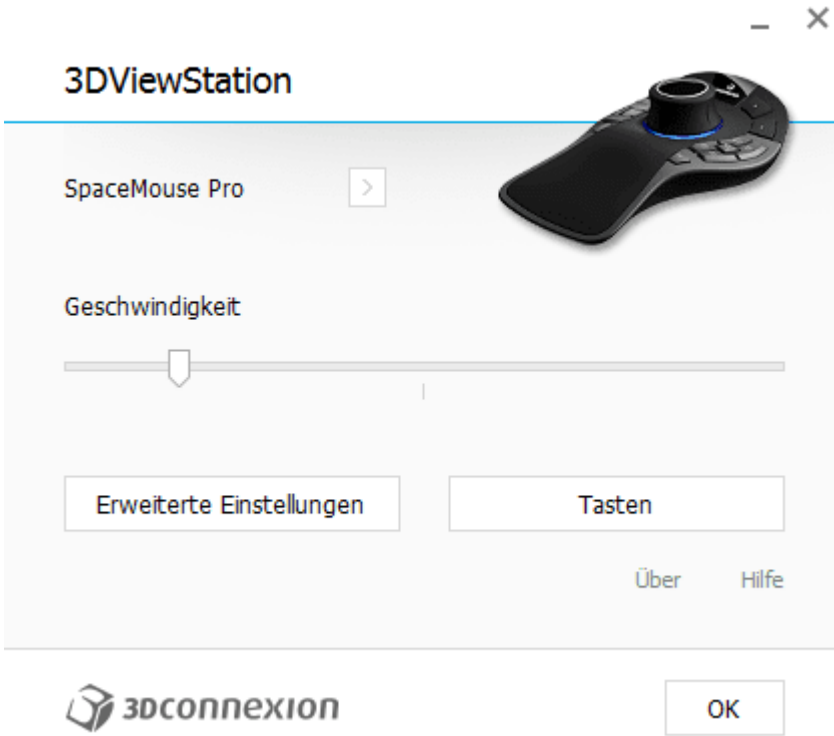 3DViewStation
SpaceMouse Pro
Geschwindigkeit
Erweiterte Einstellungen
Tasten
Über
Hilfe
3Dconnexion
OK